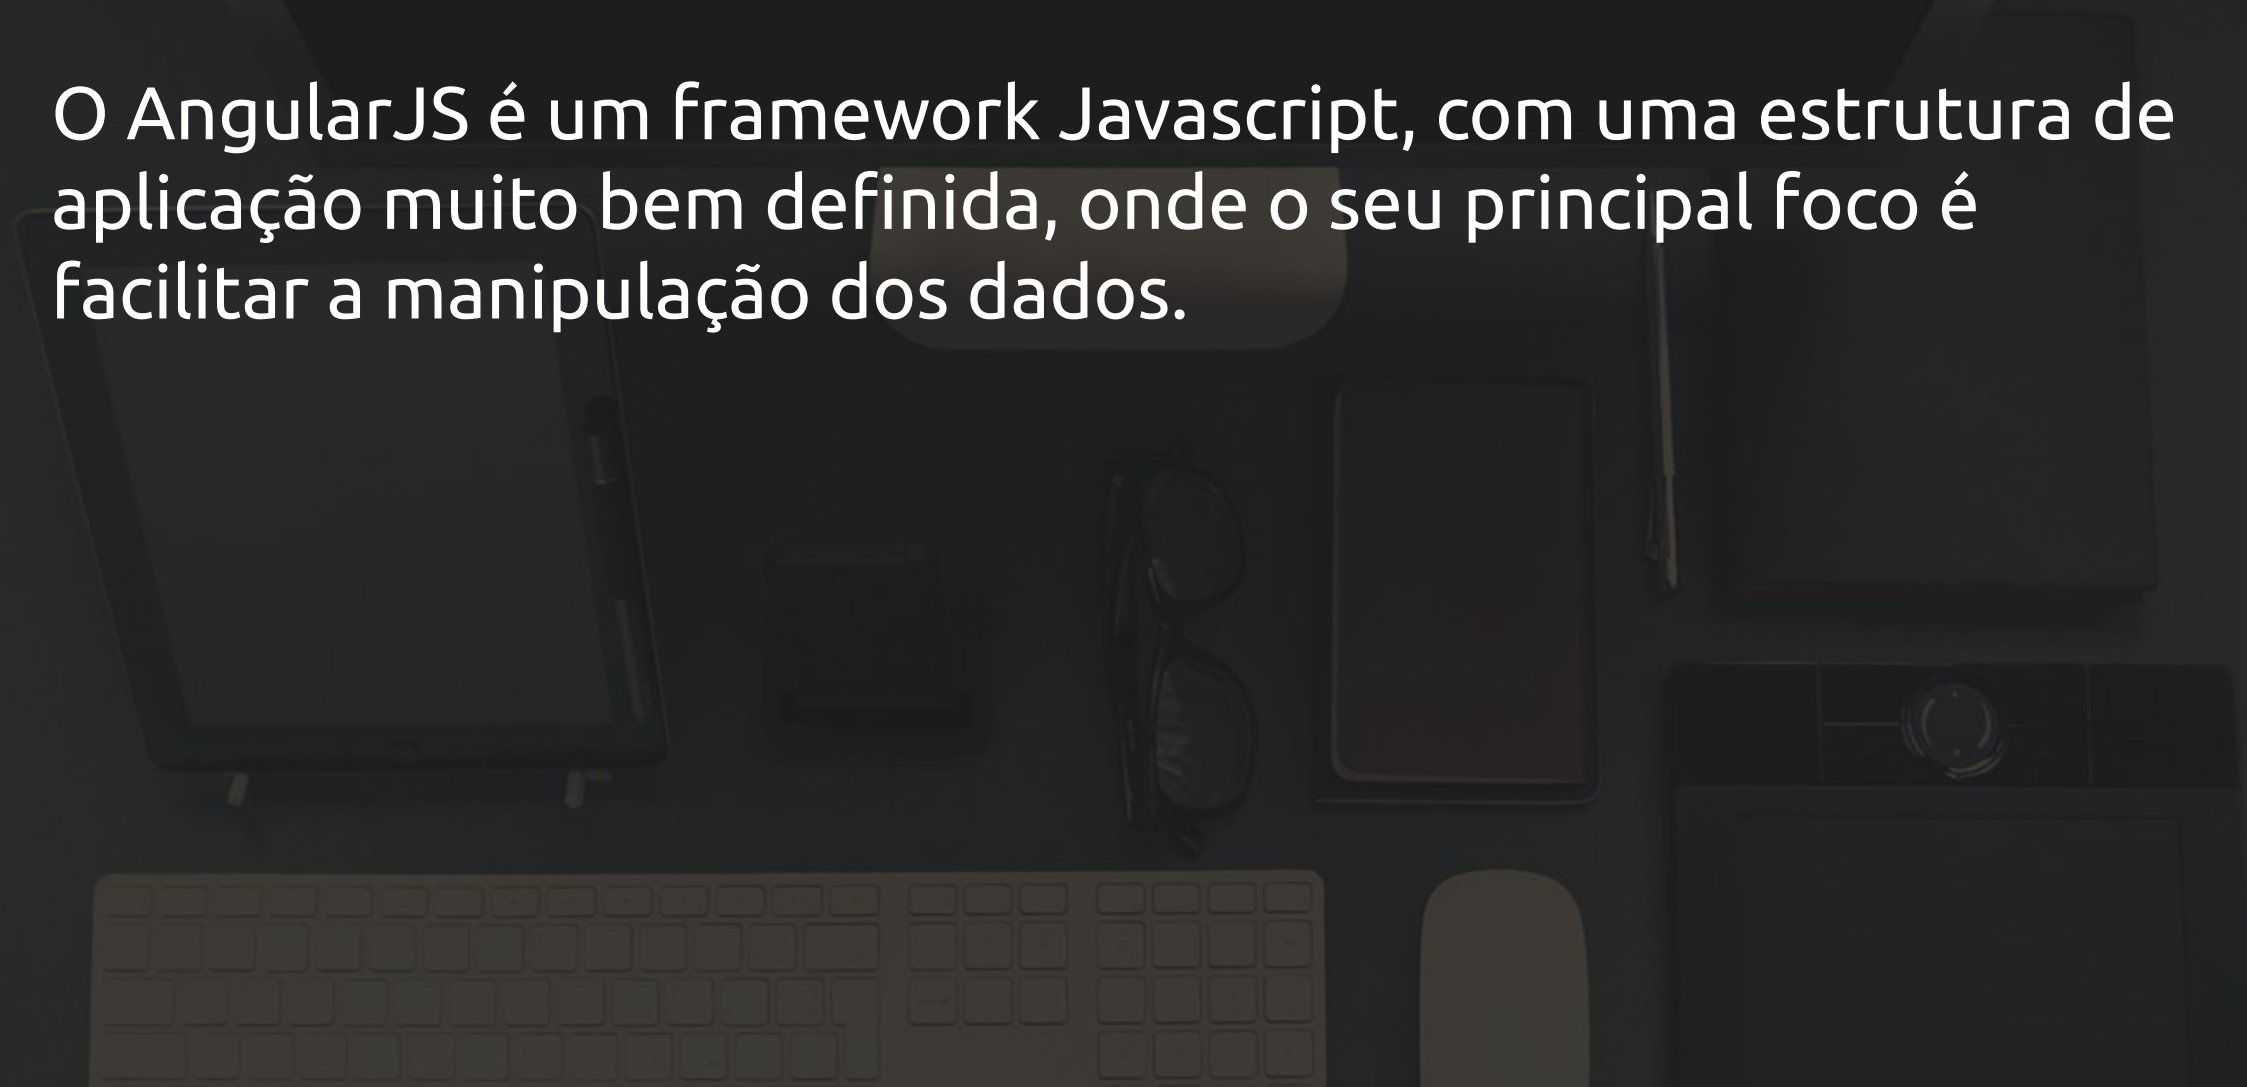 O AngularJS é um framework Javascript, com uma estrutura de
aplicação muito bem definida, onde o seu principal foco é
facilitar a manipulação dos dados.